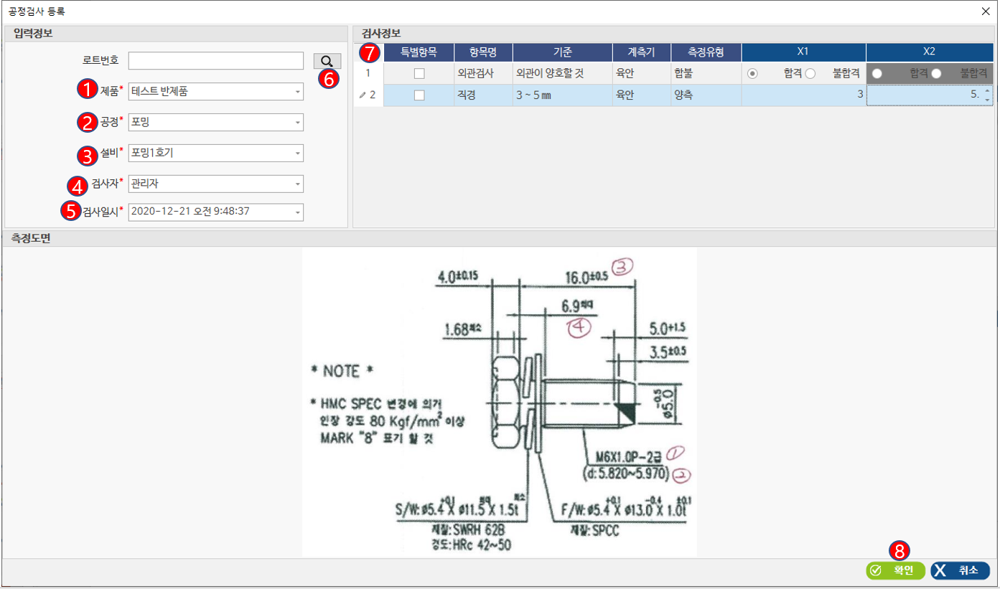 공정검사 등록
입력정보
로트번호
6
1 제품* 테스트 반제품
2 공정* 포밍
3 설비* 포밍1호기
4 검사자* 관리자
5 검사일시* 2020-12-21 오전 9:48:37
검사정보
7 특별항목 항목명 기준 계측기 측정유형 X1 X2
1 외관검사 외관이 양호할 것 육안 합불 합격 불합격 합격 불합격
2 직경 3 ~ 5 ㎜ 육안 양측 3 5.
측정도면
4.0±0.15 16.0±0.5 ③
6.9최대
④
1.68최소 5.0+1.5
3.5±0.5
* NOTE *
* HMC SPEC 변경에 의거
인장 강도 80 Kgf/mm² 이상
MARK "8" 표기 할 것
-0.5
ø5.0
M6X1.0P-2급 ①
(d:5.820~5.970) ②
S/W:ø5.4+0.1 X ø11.5최대 X 1.5t최소
재질:SWRH 62B
경도:HRc 42~50
F/W:ø5.4+0.1 X ø13.0-0.4 X 1.0t±0.1
재질:SPCC
8
확인 X 취소